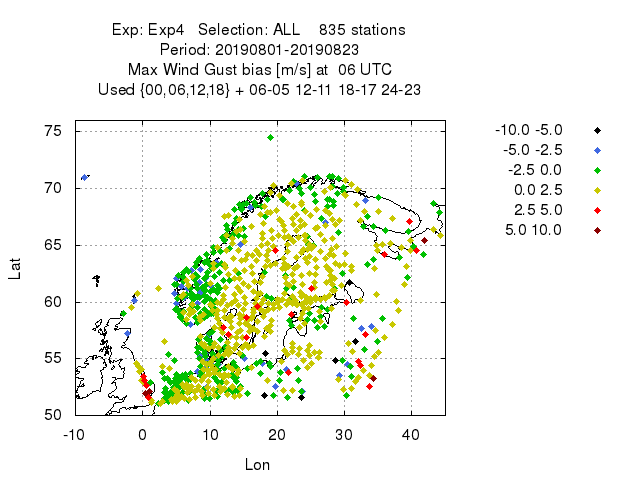 Exp: Exp4 Selection: ALL 835 stations
Period: 20190801-20190823
Max Wind Gust bias [m/s] at 06 UTC
Used {00,06,12,18} + 06-05 12-11 18-17 24-23
-10.0 -5.0
-5.0 -2.5
-2.5 0.0
0.0 2.5
2.5 5.0
5.0 10.0
75
70
65
60
55
50
Lat
-10 0 10 20 30 40
Lon